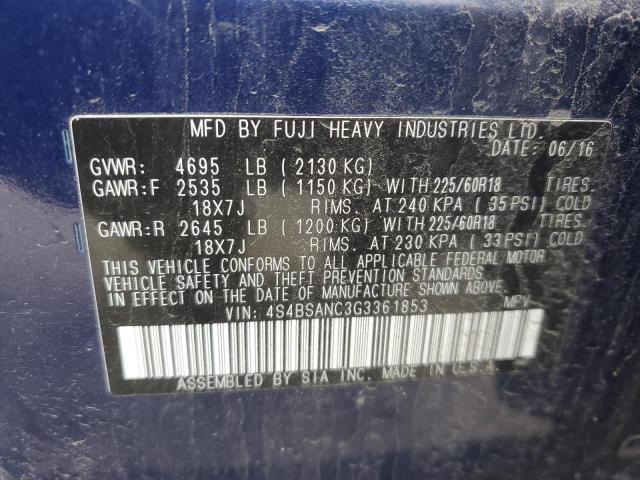 MFD BY FUJI HEAVY INDUSTRIES LTD.
DATE: 06/16
GVWR: 4695 LB ( 2130 KG)
GAWR:F 2535 LB ( 1150 KG) WITH 225/60R18 TIRES.
18X7J RIMS. AT 240 KPA ( 35 PSI) COLD
GAWR:R 2645 LB ( 1200 KG) WITH 225/60R18 TIRES.
18X7J RIMS. AT 230 KPA ( 33 PSI) COLD
THIS VEHICLE CONFORMS TO ALL APPLICABLE FEDERAL MOTOR
VEHICLE SAFETY AND THEFT PREVENTION STANDARDS IN EFFECT
ON THE DATE OF MANUFACTURE SHOWN ABOVE.
VIN: 4S4BSANC3G3361853 MPV
ASSEMBLED BY SIA INC. MADE IN U.S.A.